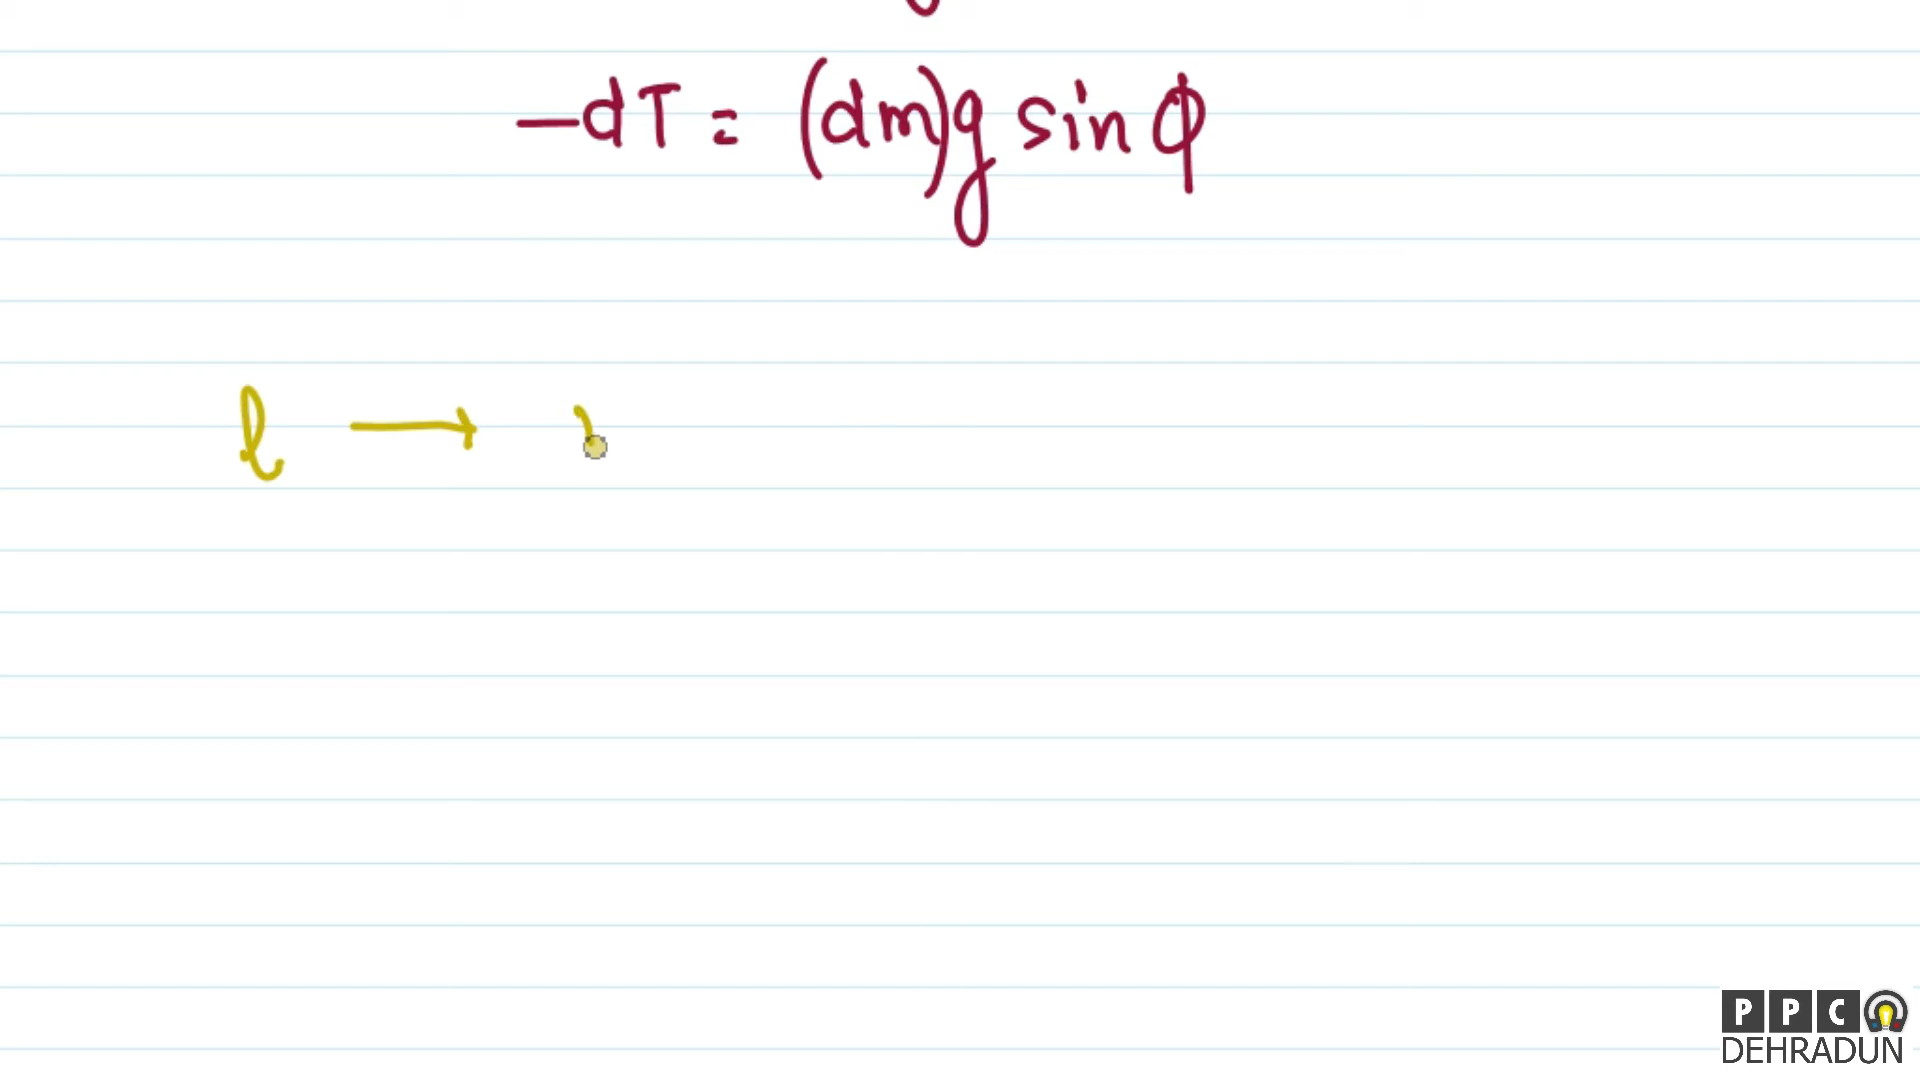 -dT = (dm)g sin φ
l →
PPC
DEHRADUN